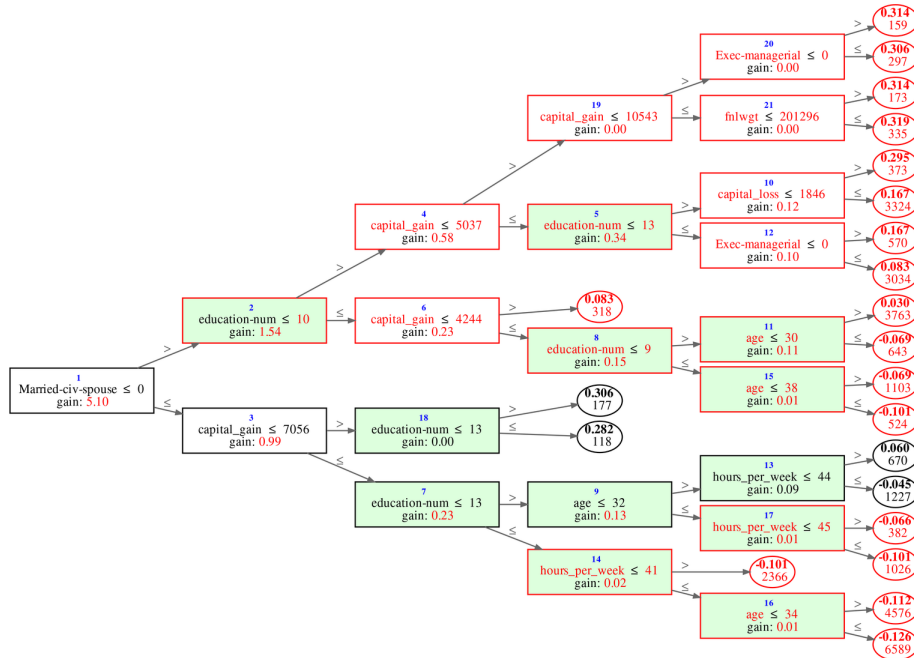 20
Exec-managerial ≤ 0
gain: 0.00
>
0.314
159
≤
0.306
297
19
capital_gain ≤ 10543
gain: 0.00
>
≤
21
fnlwgt ≤ 201296
gain: 0.00
>
0.314
173
≤
0.319
335
4
capital_gain ≤ 5037
gain: 0.58
>
≤
5
education-num ≤ 13
gain: 0.34
>
≤
10
capital_loss ≤ 1846
gain: 0.12
>
0.295
373
≤
0.167
3324
12
Exec-managerial ≤ 0
gain: 0.10
>
0.167
570
≤
0.083
3034
2
education-num ≤ 10
gain: 1.54
>
≤
6
capital_gain ≤ 4244
gain: 0.23
>
0.083
318
≤
8
education-num ≤ 9
gain: 0.15
>
≤
11
age ≤ 30
gain: 0.11
>
0.030
3763
≤
-0.069
643
15
age ≤ 38
gain: 0.01
>
-0.069
1103
≤
-0.101
524
1
Married-civ-spouse ≤ 0
gain: 5.10
>
≤
3
capital_gain ≤ 7056
gain: 0.99
>
≤
18
education-num ≤ 13
gain: 0.00
>
0.306
177
≤
0.282
118
7
education-num ≤ 13
gain: 0.23
>
≤
9
age ≤ 32
gain: 0.13
>
≤
13
hours_per_week ≤ 44
gain: 0.09
>
0.060
670
≤
-0.045
1227
17
hours_per_week ≤ 45
gain: 0.01
>
-0.066
382
≤
-0.101
1026
14
hours_per_week ≤ 41
gain: 0.02
>
-0.101
2366
≤
16
age ≤ 34
gain: 0.01
>
-0.112
4576
≤
-0.126
6589